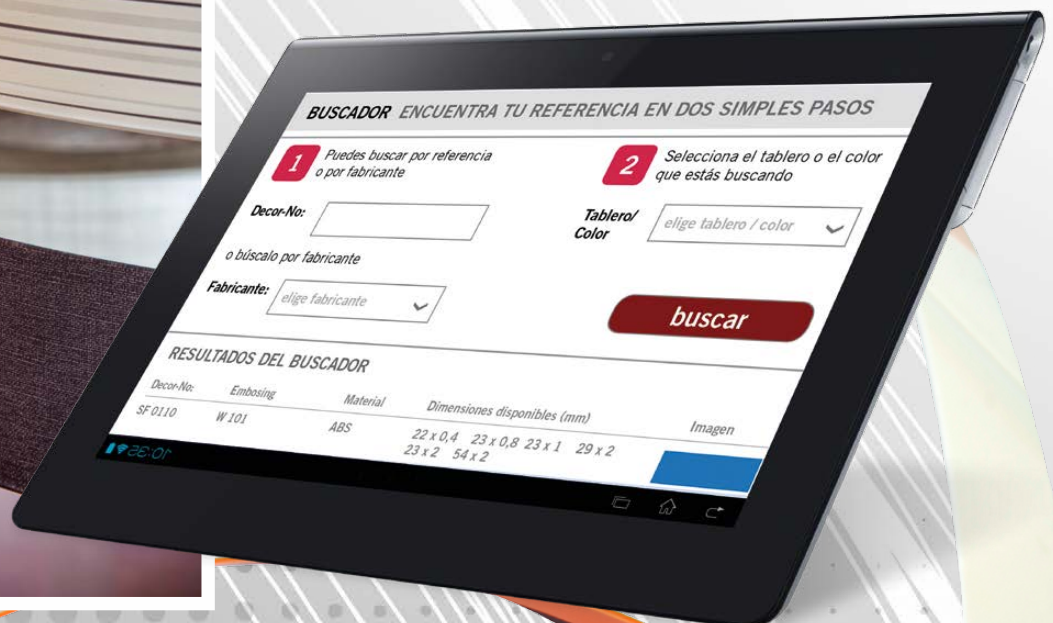 BUSCADOR ENCUENTRA TU REFERENCIA EN DOS SIMPLES PASOS
1 Puedes buscar por referencia
o por fabricante
Decor-No:
o búscalo por fabricante
Fabricante: elige fabricante
2 Selecciona el tablero o el color
que estás buscando
Tablero/
Color
elige tablero / color
buscar
RESULTADOS DEL BUSCADOR
Decor-No: Embosing Material Dimensiones disponibles (mm) Imagen
SF 0110 W 101 ABS 22 x 0,4 23 x 0,8 23 x 1 29 x 2
23 x 2 54 x 2
10:35